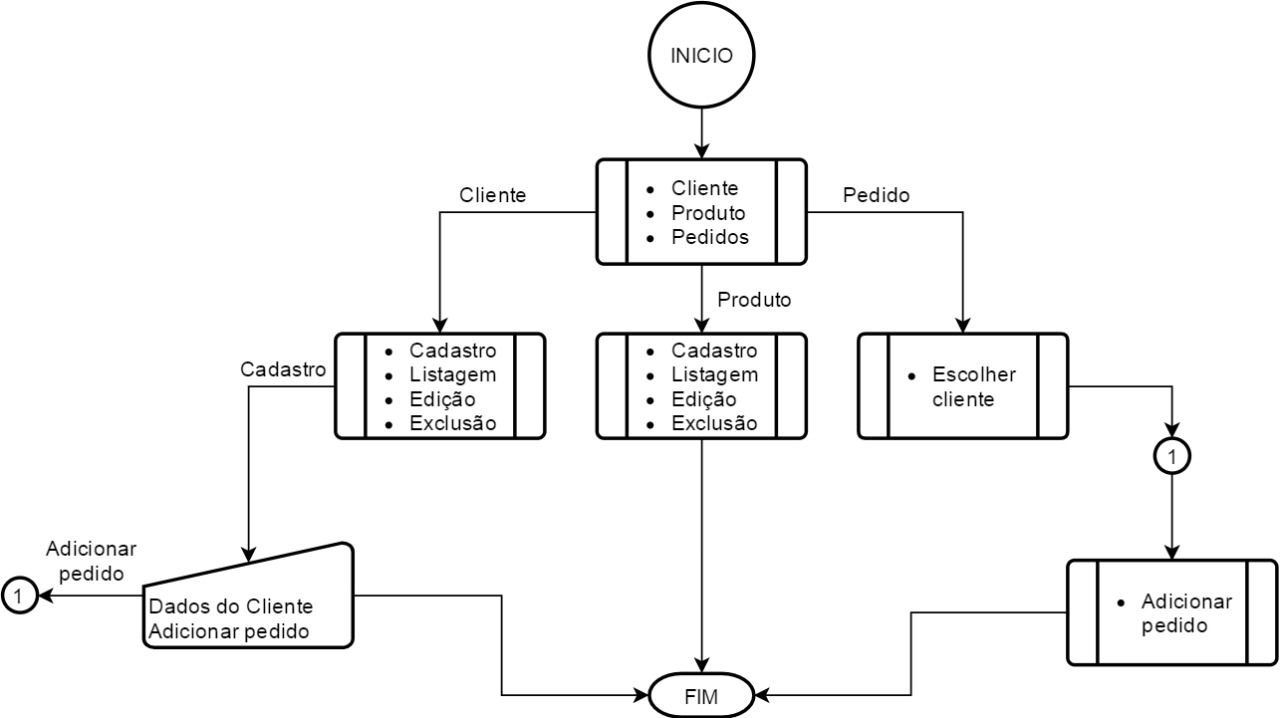 INICIO
• Cliente
• Produto
• Pedidos
Cliente
Pedido
Produto
• Cadastro
• Listagem
• Edição
• Exclusão
• Cadastro
• Listagem
• Edição
• Exclusão
• Escolher
cliente
Cadastro
1
Adicionar
pedido
1
Dados do Cliente
Adicionar pedido
• Adicionar
pedido
FIM